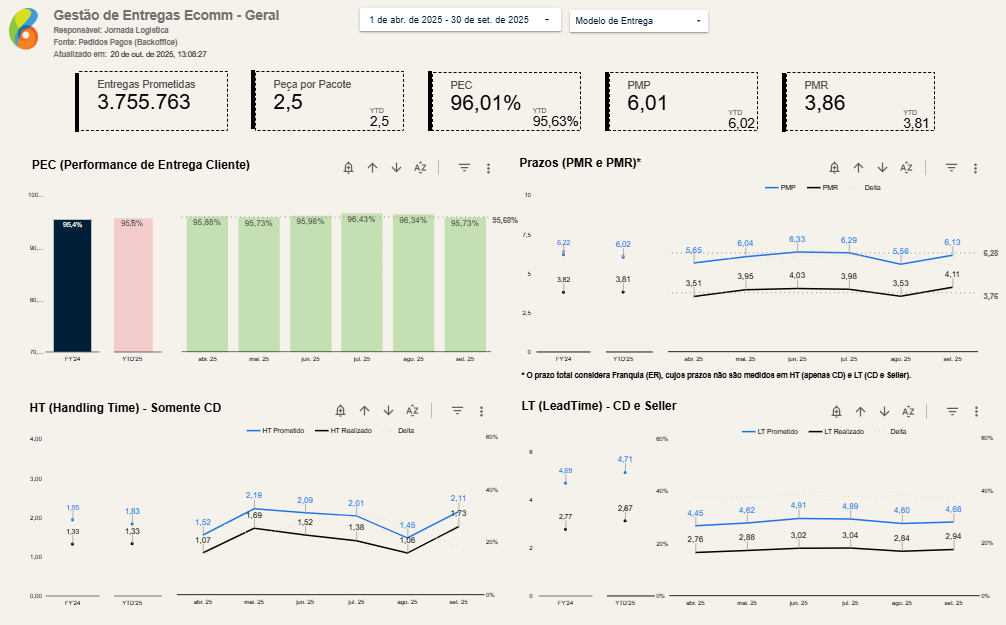 Gestão de Entregas Ecomm - Geral
Responsável: Jornada Logística
Fonte: Pedidos Pagos (Backoffice)
Atualizado em: 20 de out. de 2025, 13:08:27
1 de abr. de 2025 - 30 de set. de 2025
Modelo de Entrega
Entregas Prometidas
3.755.763
Peça por Pacote
2,5
YTD
2,5
PEC
96,01%
YTD
95,63%
PMP
6,01
YTD
6,02
PMR
3,86
YTD
3,81
PEC (Performance de Entrega Cliente)
100,...
90,...
80,...
70,...
95,4%
95,6%
95,88%
95,73%
95,98%
96,43%
96,34%
95,73%
95,68%
FY'24
YTD'25
abr. 25
mai. 25
jun. 25
jul. 25
ago. 25
set. 25
Prazos (PMR e PMR)*
PMP
PMR
Delta
10
7,5
5
2,5
0
6,22
6,02
3,82
3,81
5,65
6,04
6,33
6,29
5,56
6,13
6,28
3,51
3,95
4,03
3,98
3,53
4,11
3,76
FY'24
YTD'25
abr. 25
mai. 25
jun. 25
jul. 25
ago. 25
set. 25
* O prazo total considera Franquia (ER), cujos prazos não são medidos em HT (apenas CD) e LT (CD e Seller).
HT (Handling Time) - Somente CD
HT Prometido
HT Realizado
Delta
4,00
3,00
2,00
1,00
0,00
1,95
1,83
1,33
1,33
60%
40%
20%
0%
1,52
2,19
2,09
2,01
1,45
2,11
1,07
1,69
1,52
1,38
1,06
1,73
FY'24
YTD'25
abr. 25
mai. 25
jun. 25
jul. 25
ago. 25
set. 25
LT (LeadTime) - CD e Seller
LT Prometido
LT Realizado
Delta
6
4
2
0
60%
40%
20%
0%
4,69
4,71
2,77
2,87
4,45
4,62
4,91
4,89
4,60
4,68
2,76
2,88
3,02
3,04
2,84
2,94
60%
40%
20%
0%
FY'24
YTD'25
abr. 25
mai. 25
jun. 25
jul. 25
ago. 25
set. 25